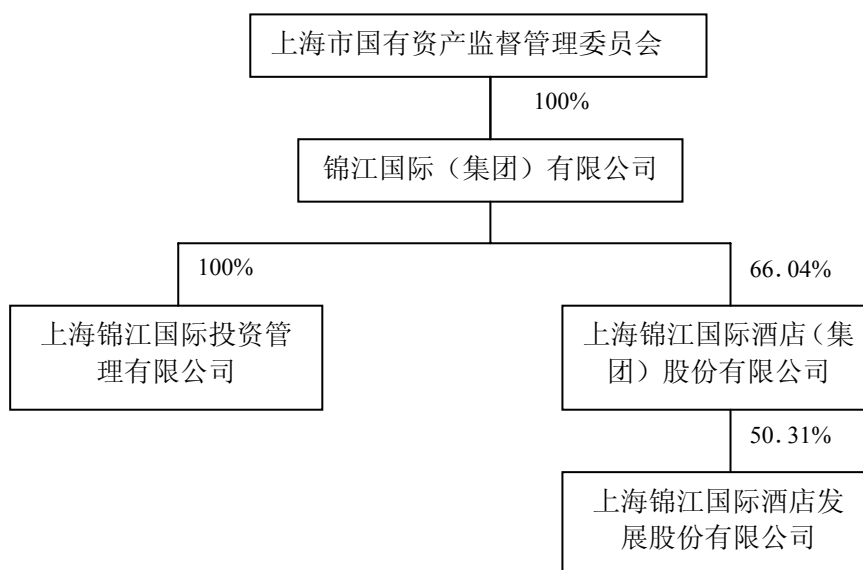 上海市国有资产监督管理委员会
100%
锦江国际（集团）有限公司
100%
66.04%
上海锦江国际投资管
理有限公司
上海锦江国际酒店（集
团）股份有限公司
50.31%
上海锦江国际酒店发
展股份有限公司